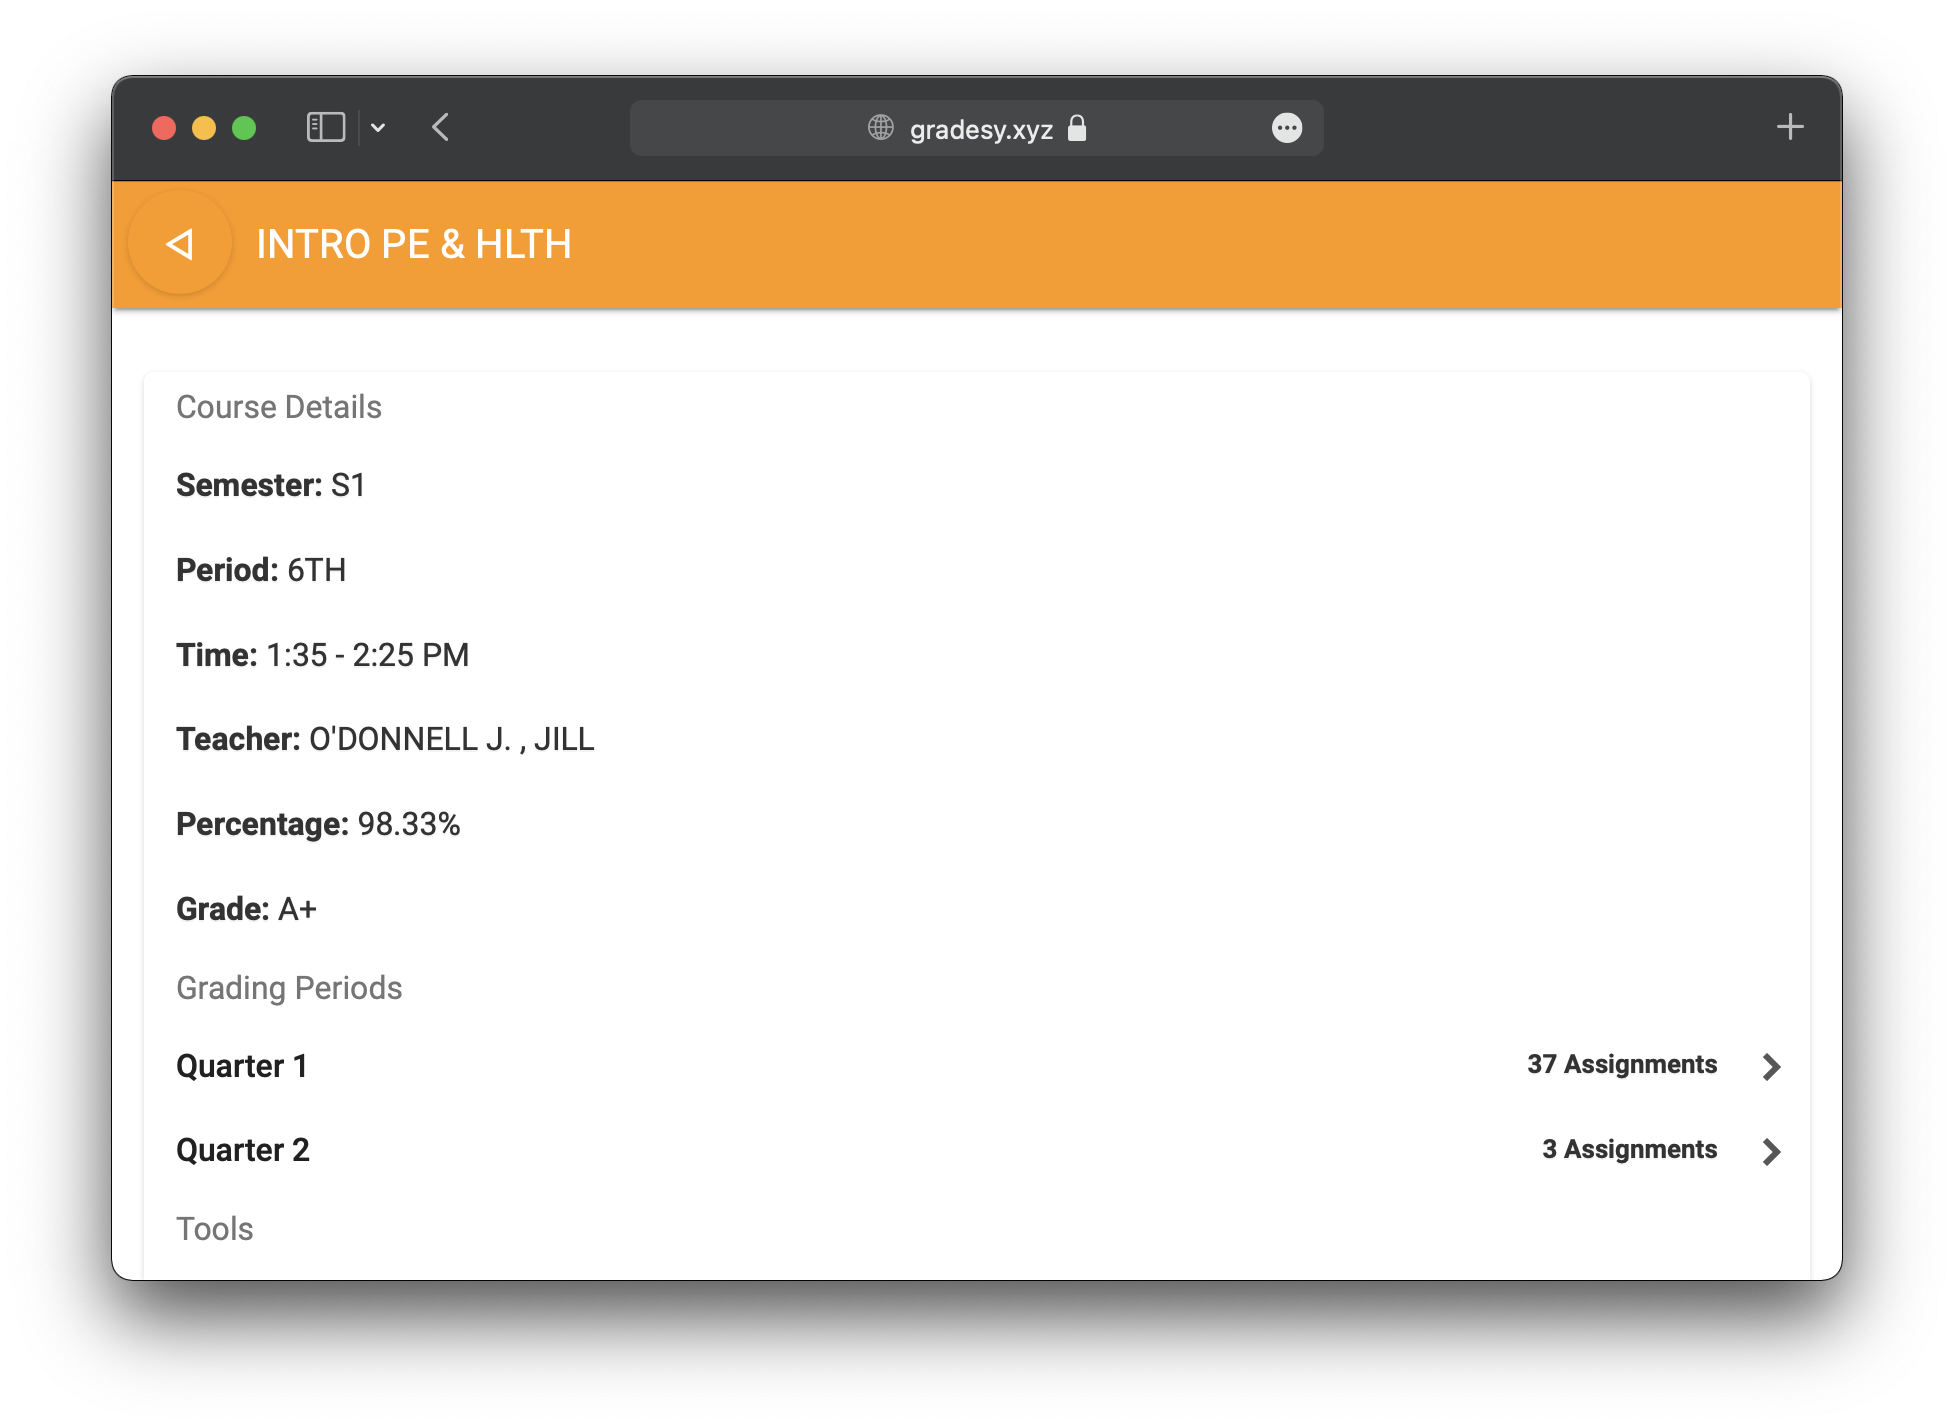 gradesy.xyz
INTRO PE & HLTH
Course Details
Semester: S1
Period: 6TH
Time: 1:35 - 2:25 PM
Teacher: O'DONNELL J. , JILL
Percentage: 98.33%
Grade: A+
Grading Periods
Quarter 1 37 Assignments
Quarter 2 3 Assignments
Tools